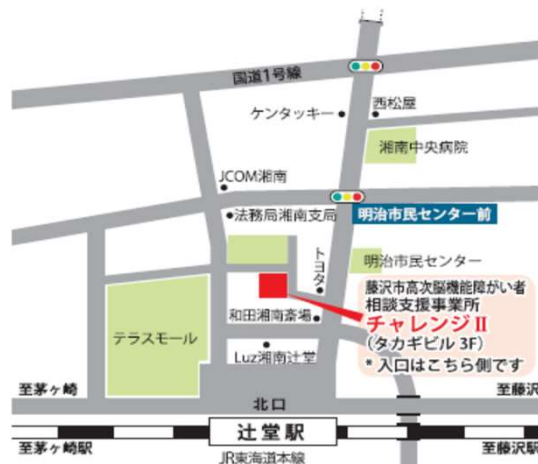 国道1号線
ケンタッキー
西松屋
湘南中央病院
JCOM湘南
法務局湘南支局
明治市民センター前
トヨタ
明治市民センター
藤沢市高次脳機能障がい者
相談支援事業所
チャレンジⅡ
(タカギビル 3F)
* 入口はこちら側です
和田湘南斎場
テラスモール
Luz湘南辻堂
至茅ヶ崎
北口
至藤沢
辻堂駅
至茅ヶ崎駅
至藤沢駅
JR東海道本線